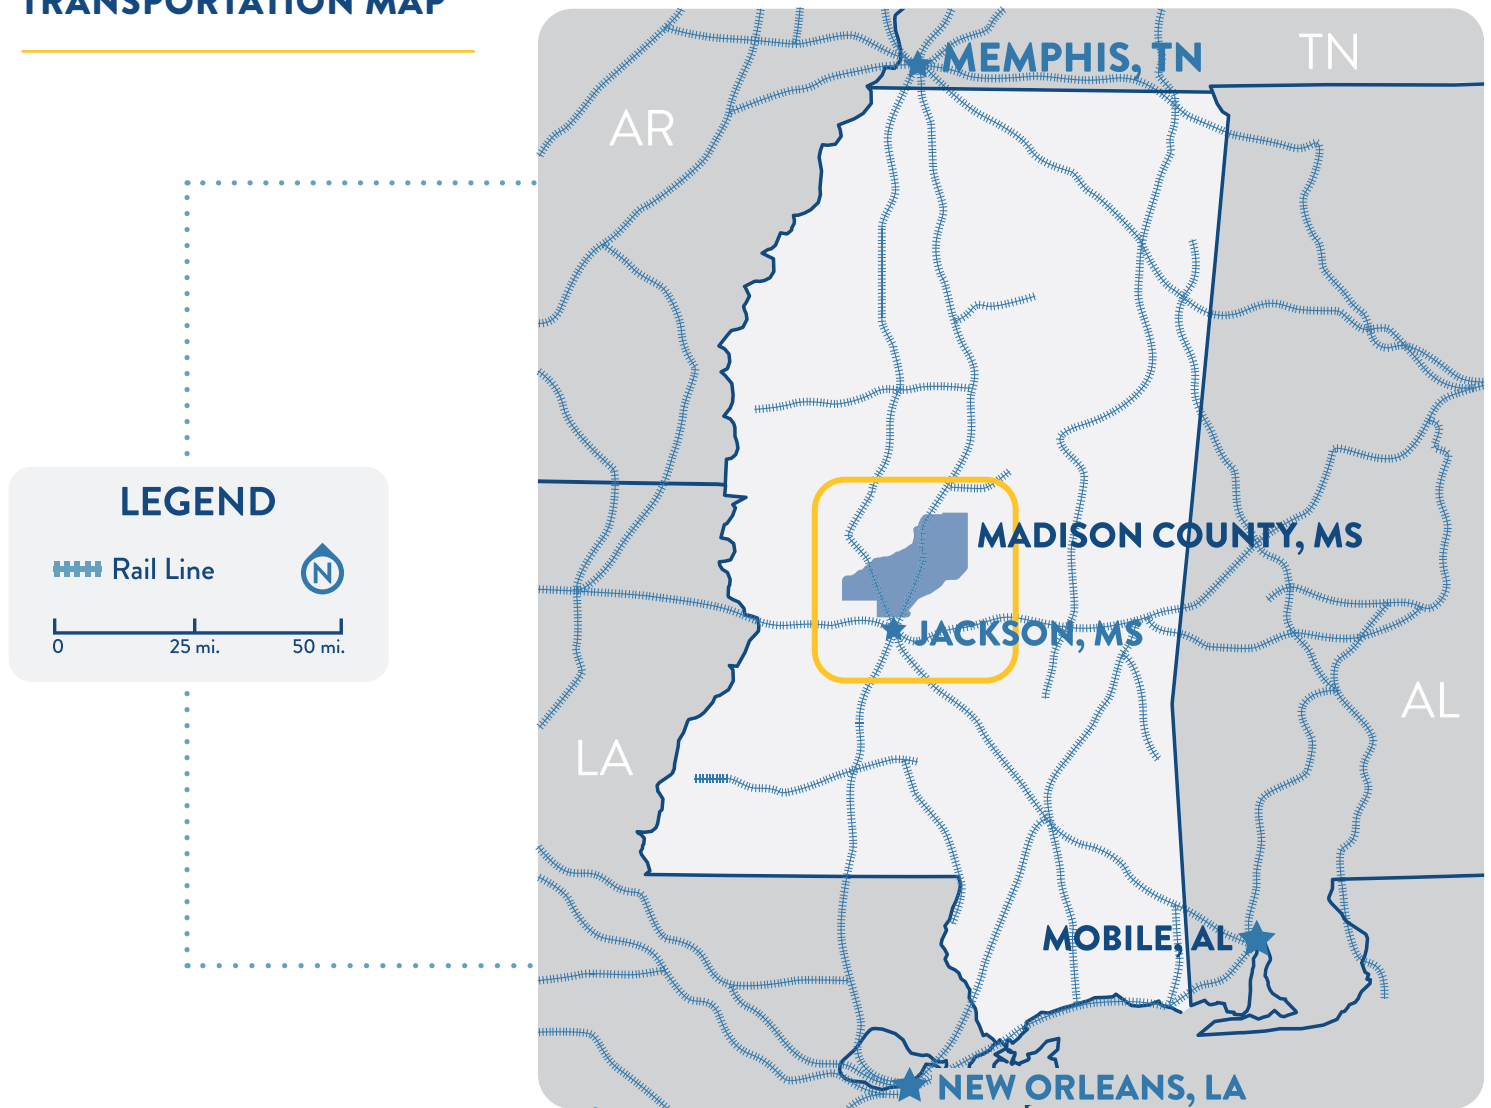 TRANSPORTATION MAP
MEMPHIS, TN
TN
AR
LEGEND
Rail Line
N
0 25 mi. 50 mi.
MADISON COUNTY, MS
JACKSON, MS
AL
LA
MOBILE, AL
NEW ORLEANS, LA